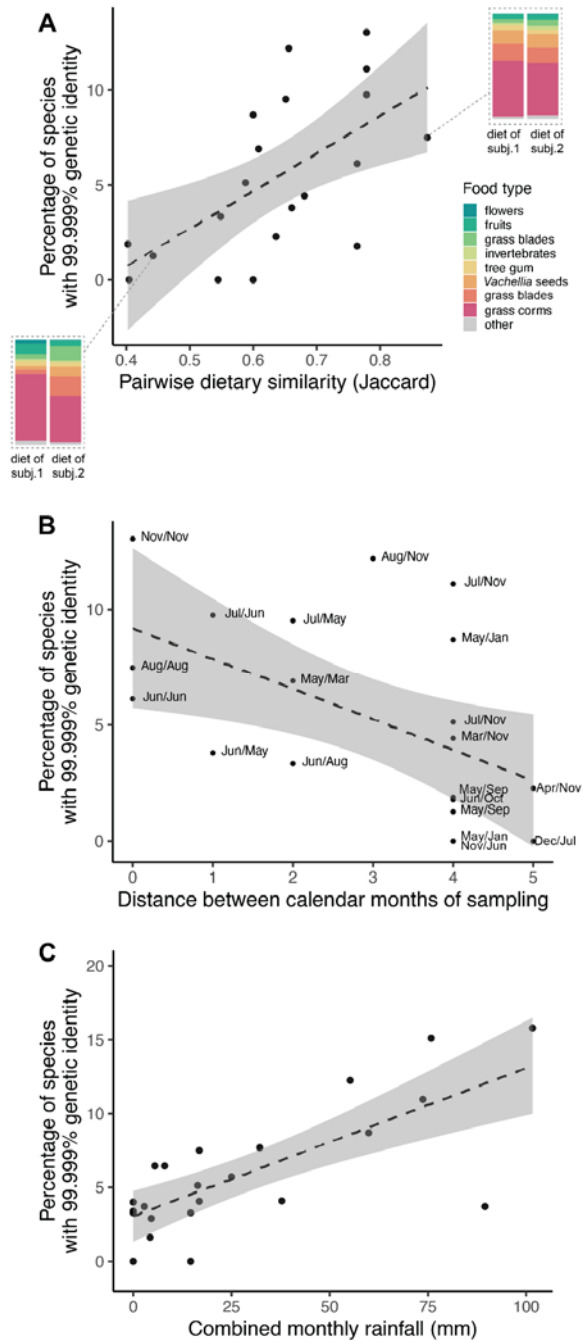 A
Percentage of species
with 99.999% genetic identity
10
5
0
0.4
0.5
0.6
0.7
0.8
Pairwise dietary similarity (Jaccard)
diet of
subj.1
diet of
subj.2
Food type
flowers
fruits
grass blades
invertebrates
tree gum
Vachellia seeds
grass blades
grass corms
other
diet of
subj.1
diet of
subj.2
B
Percentage of species
with 99.999% genetic identity
10
5
0
Nov/Nov
Aug/Nov
Jul/Nov
Jul/Jun
Jul/May
May/Jan
Aug/Aug
May/Mar
Jun/Jun
Jul/Nov
Mar/Nov
Jun/May
Jun/Aug
May/Sep
Jun/Oct
May/Sep
Apr/Nov
May/Jan
Nov/Jun
Dec/Jul
0
1
2
3
4
5
Distance between calendar months of sampling
C
Percentage of species
with 99.999% genetic identity
20
15
10
5
0
0
25
50
75
100
Combined monthly rainfall (mm)